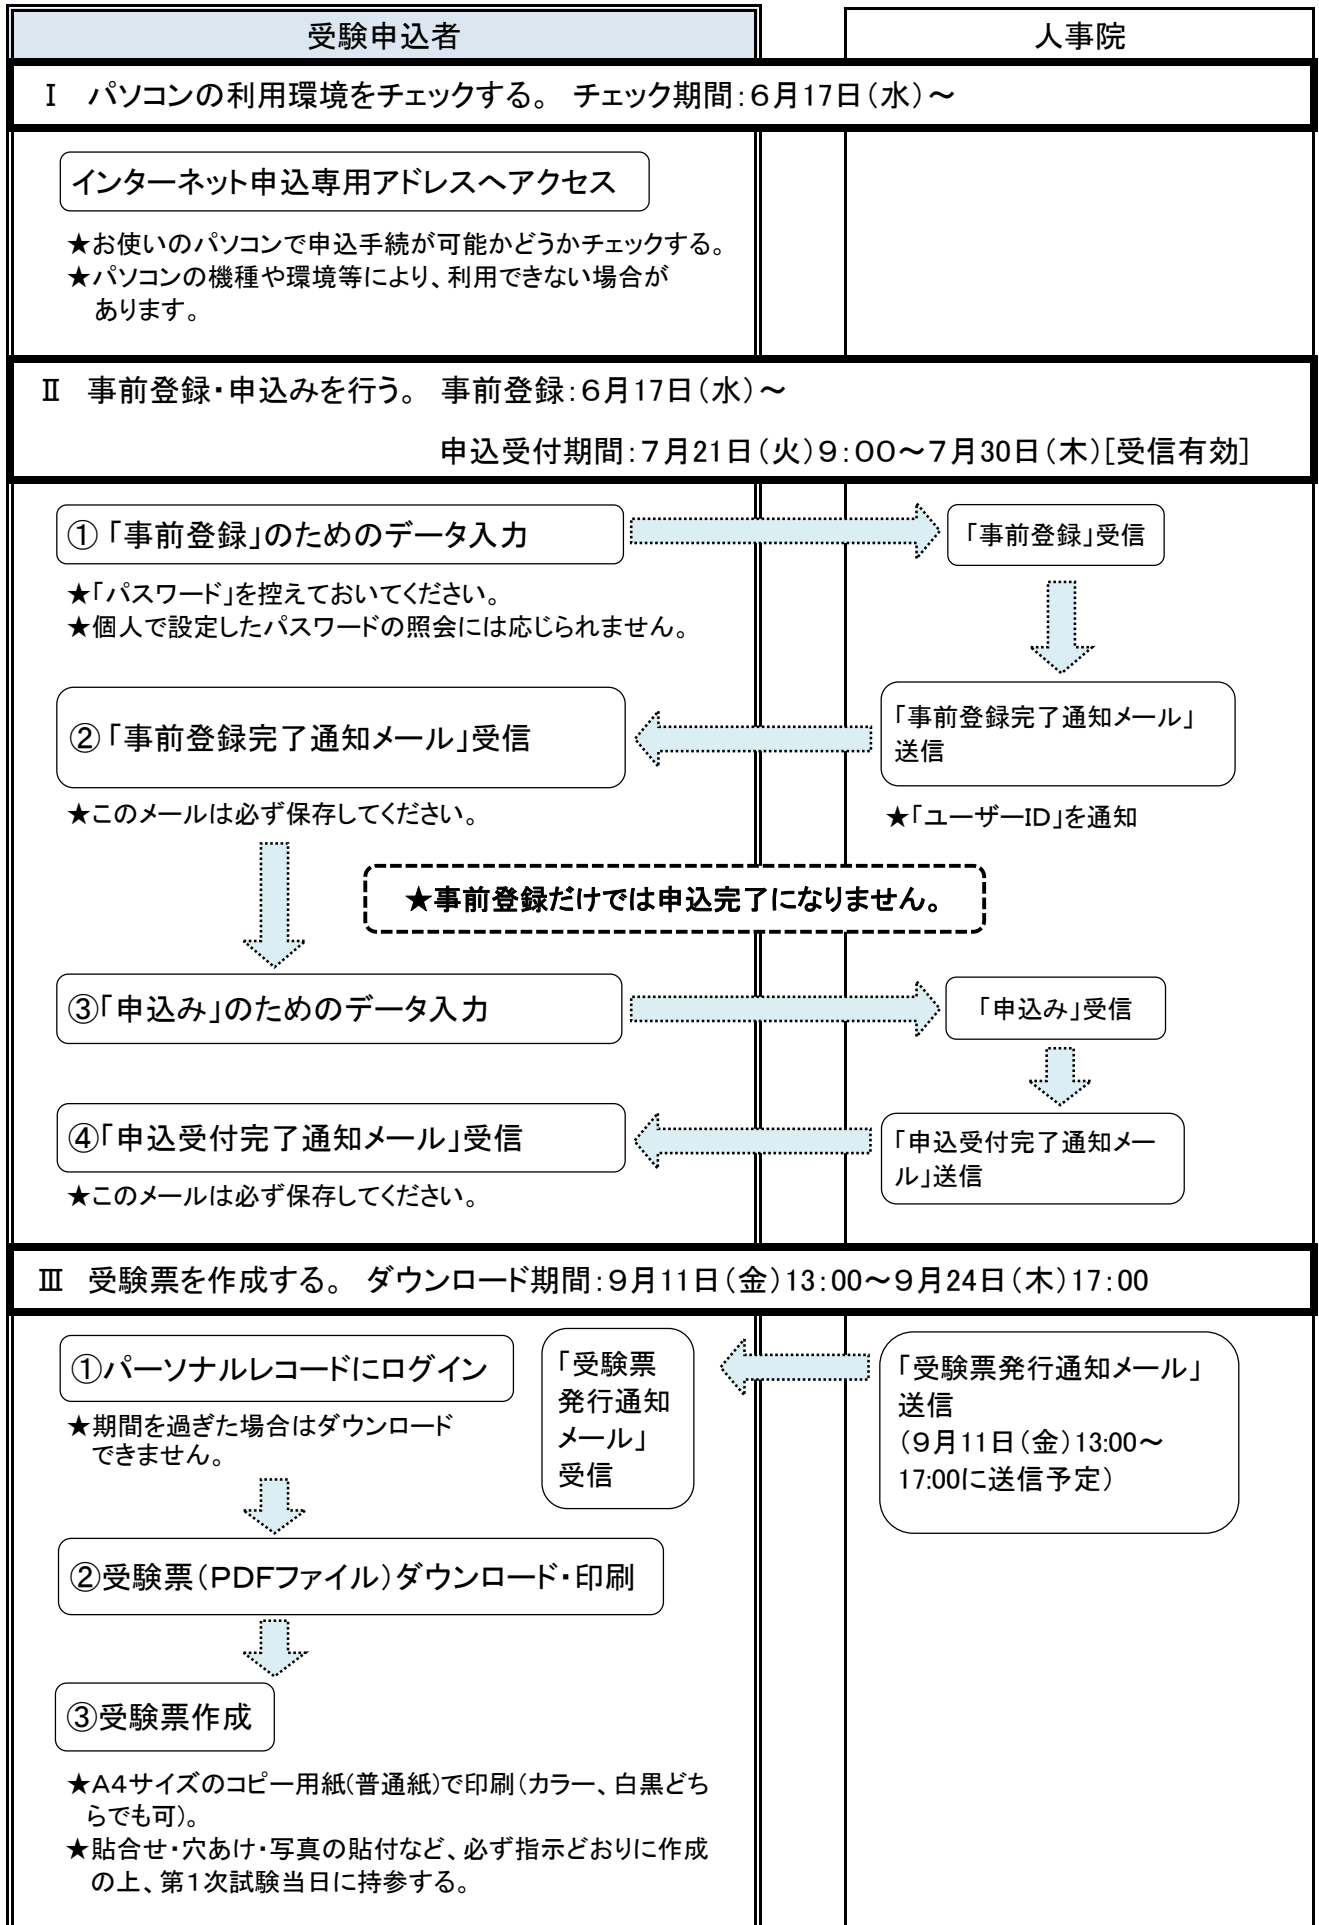 受験申込者
人事院
Ⅰ　パソコンの利用環境をチェックする。　チェック期間：６月17日（水）～
インターネット申込専用アドレスへアクセス
★お使いのパソコンで申込手続が可能かどうかチェックする。
★パソコンの機種や環境等により、利用できない場合が
あります。
Ⅱ　事前登録・申込みを行う。　事前登録：６月17日（水）～
申込受付期間：７月21日（火）９：００～７月30日（木）[受信有効]
①「事前登録」のためのデータ入力
「事前登録」受信
★「パスワード」を控えておいてください。
★個人で設定したパスワードの照会には応じられません。
②「事前登録完了通知メール」受信
「事前登録完了通知メール」
送信
★このメールは必ず保存してください。
★「ユーザーID」を通知
★事前登録だけでは申込完了になりません。
③「申込み」のためのデータ入力
「申込み」受信
④「申込受付完了通知メール」受信
「申込受付完了通知メー
ル」送信
★このメールは必ず保存してください。
Ⅲ　受験票を作成する。　ダウンロード期間：９月11日（金）13：00～９月24日（木）17：00
①パーソナルレコードにログイン
★期間を過ぎた場合はダウンロード
できません。
「受験票
発行通知
メール」
受信
「受験票発行通知メール」
送信
（９月11日（金）13:00～
17:00に送信予定）
②受験票（ＰＤＦファイル）ダウンロード・印刷
③受験票作成
★Ａ４サイズのコピー用紙(普通紙)で印刷（カラー、白黒どち
らでも可）。
★貼合せ・穴あけ・写真の貼付など、必ず指示どおりに作成
の上、第１次試験当日に持参する。